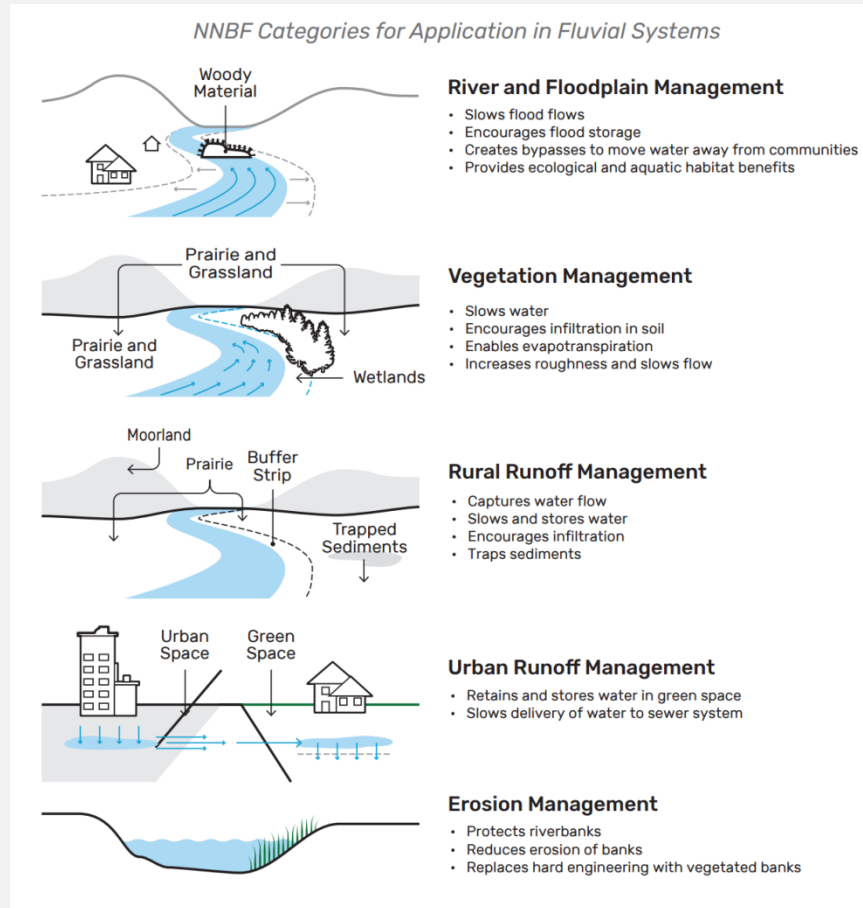 NNBF Categories for Application in Fluvial Systems
Woody
Material
River and Floodplain Management
• Slows flood flows
• Encourages flood storage
• Creates bypasses to move water away from communities
• Provides ecological and aquatic habitat benefits
Prairie and
Grassland
Prairie and
Grassland
Wetlands
Vegetation Management
• Slows water
• Encourages infiltration in soil
• Enables evapotranspiration
• Increases roughness and slows flow
Moorland
Prairie
Buffer
Strip
Trapped
Sediments
Rural Runoff Management
• Captures water flow
• Slows and stores water
• Encourages infiltration
• Traps sediments
Urban
Space
Green
Space
Urban Runoff Management
• Retains and stores water in green space
• Slows delivery of water to sewer system
Erosion Management
• Protects riverbanks
• Reduces erosion of banks
• Replaces hard engineering with vegetated banks